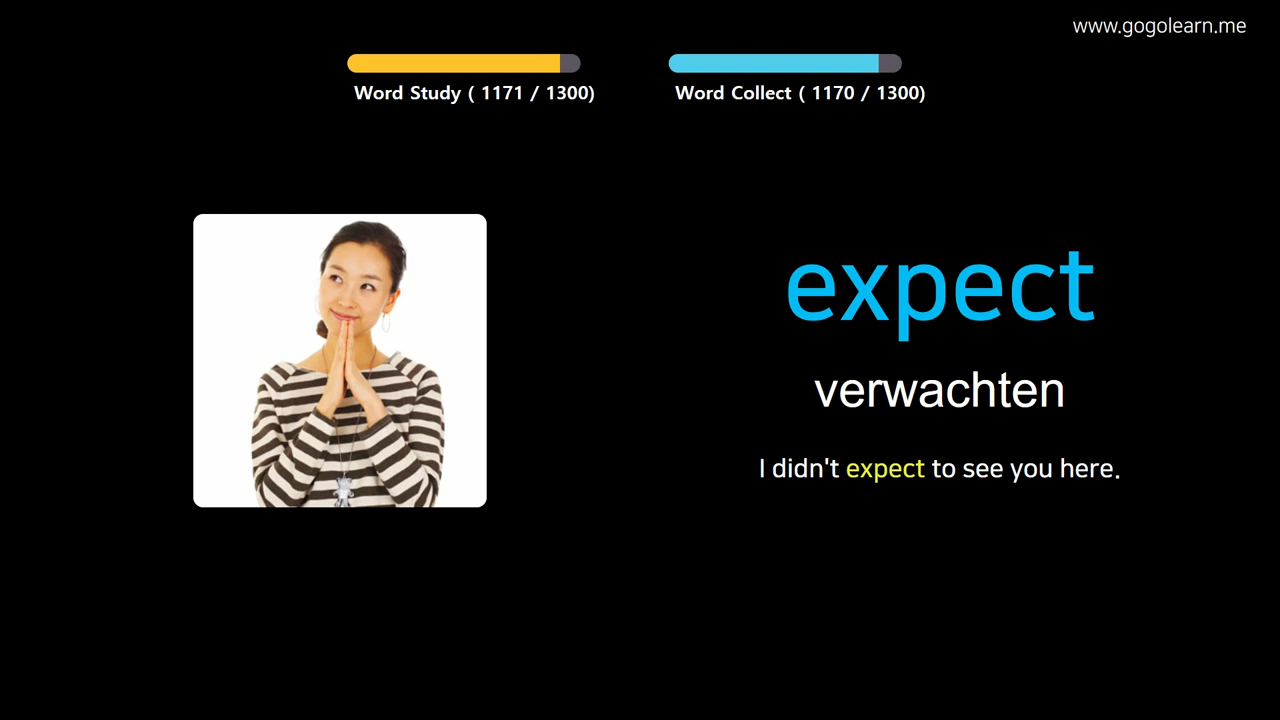 www.gogolearn.me
Word Study ( 1171 / 1300)
Word Collect ( 1170 / 1300)
expect
verwachten
I didn't expect to see you here.